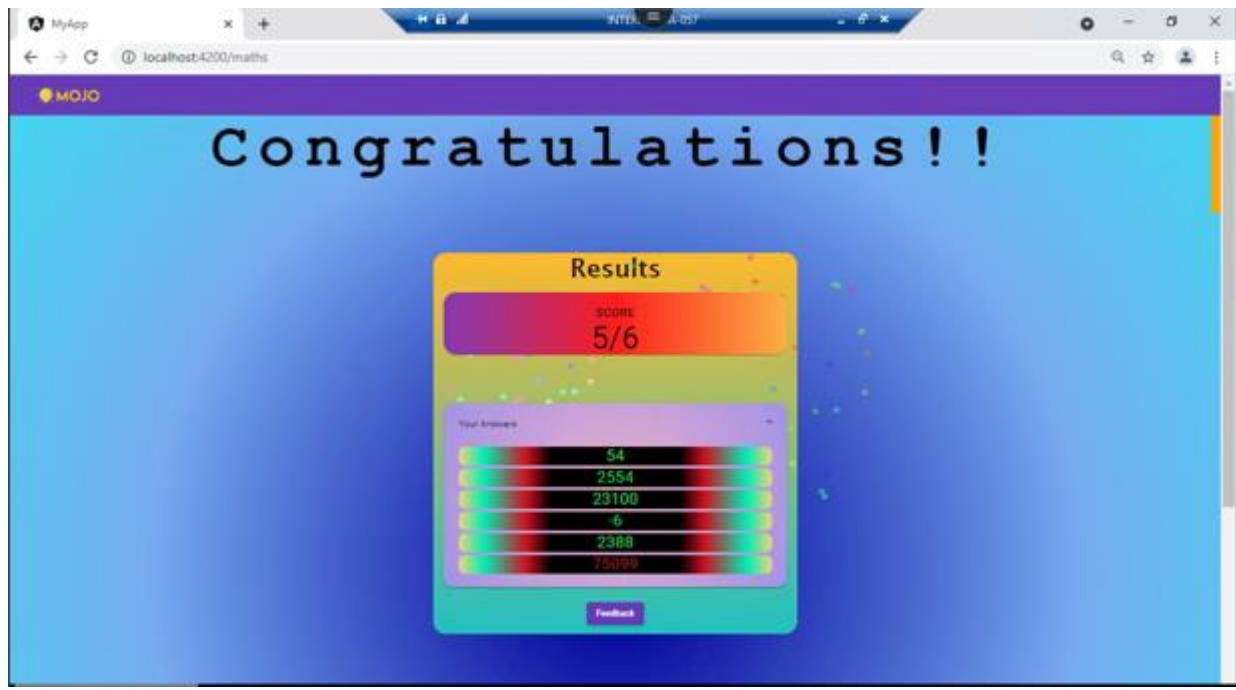 MyApp
localhost:4200/maths
MOJO
Congratulations!!
Results
SCORE
5/6
Your Answers
54
2554
23100
-6
2388
75099
Feedback